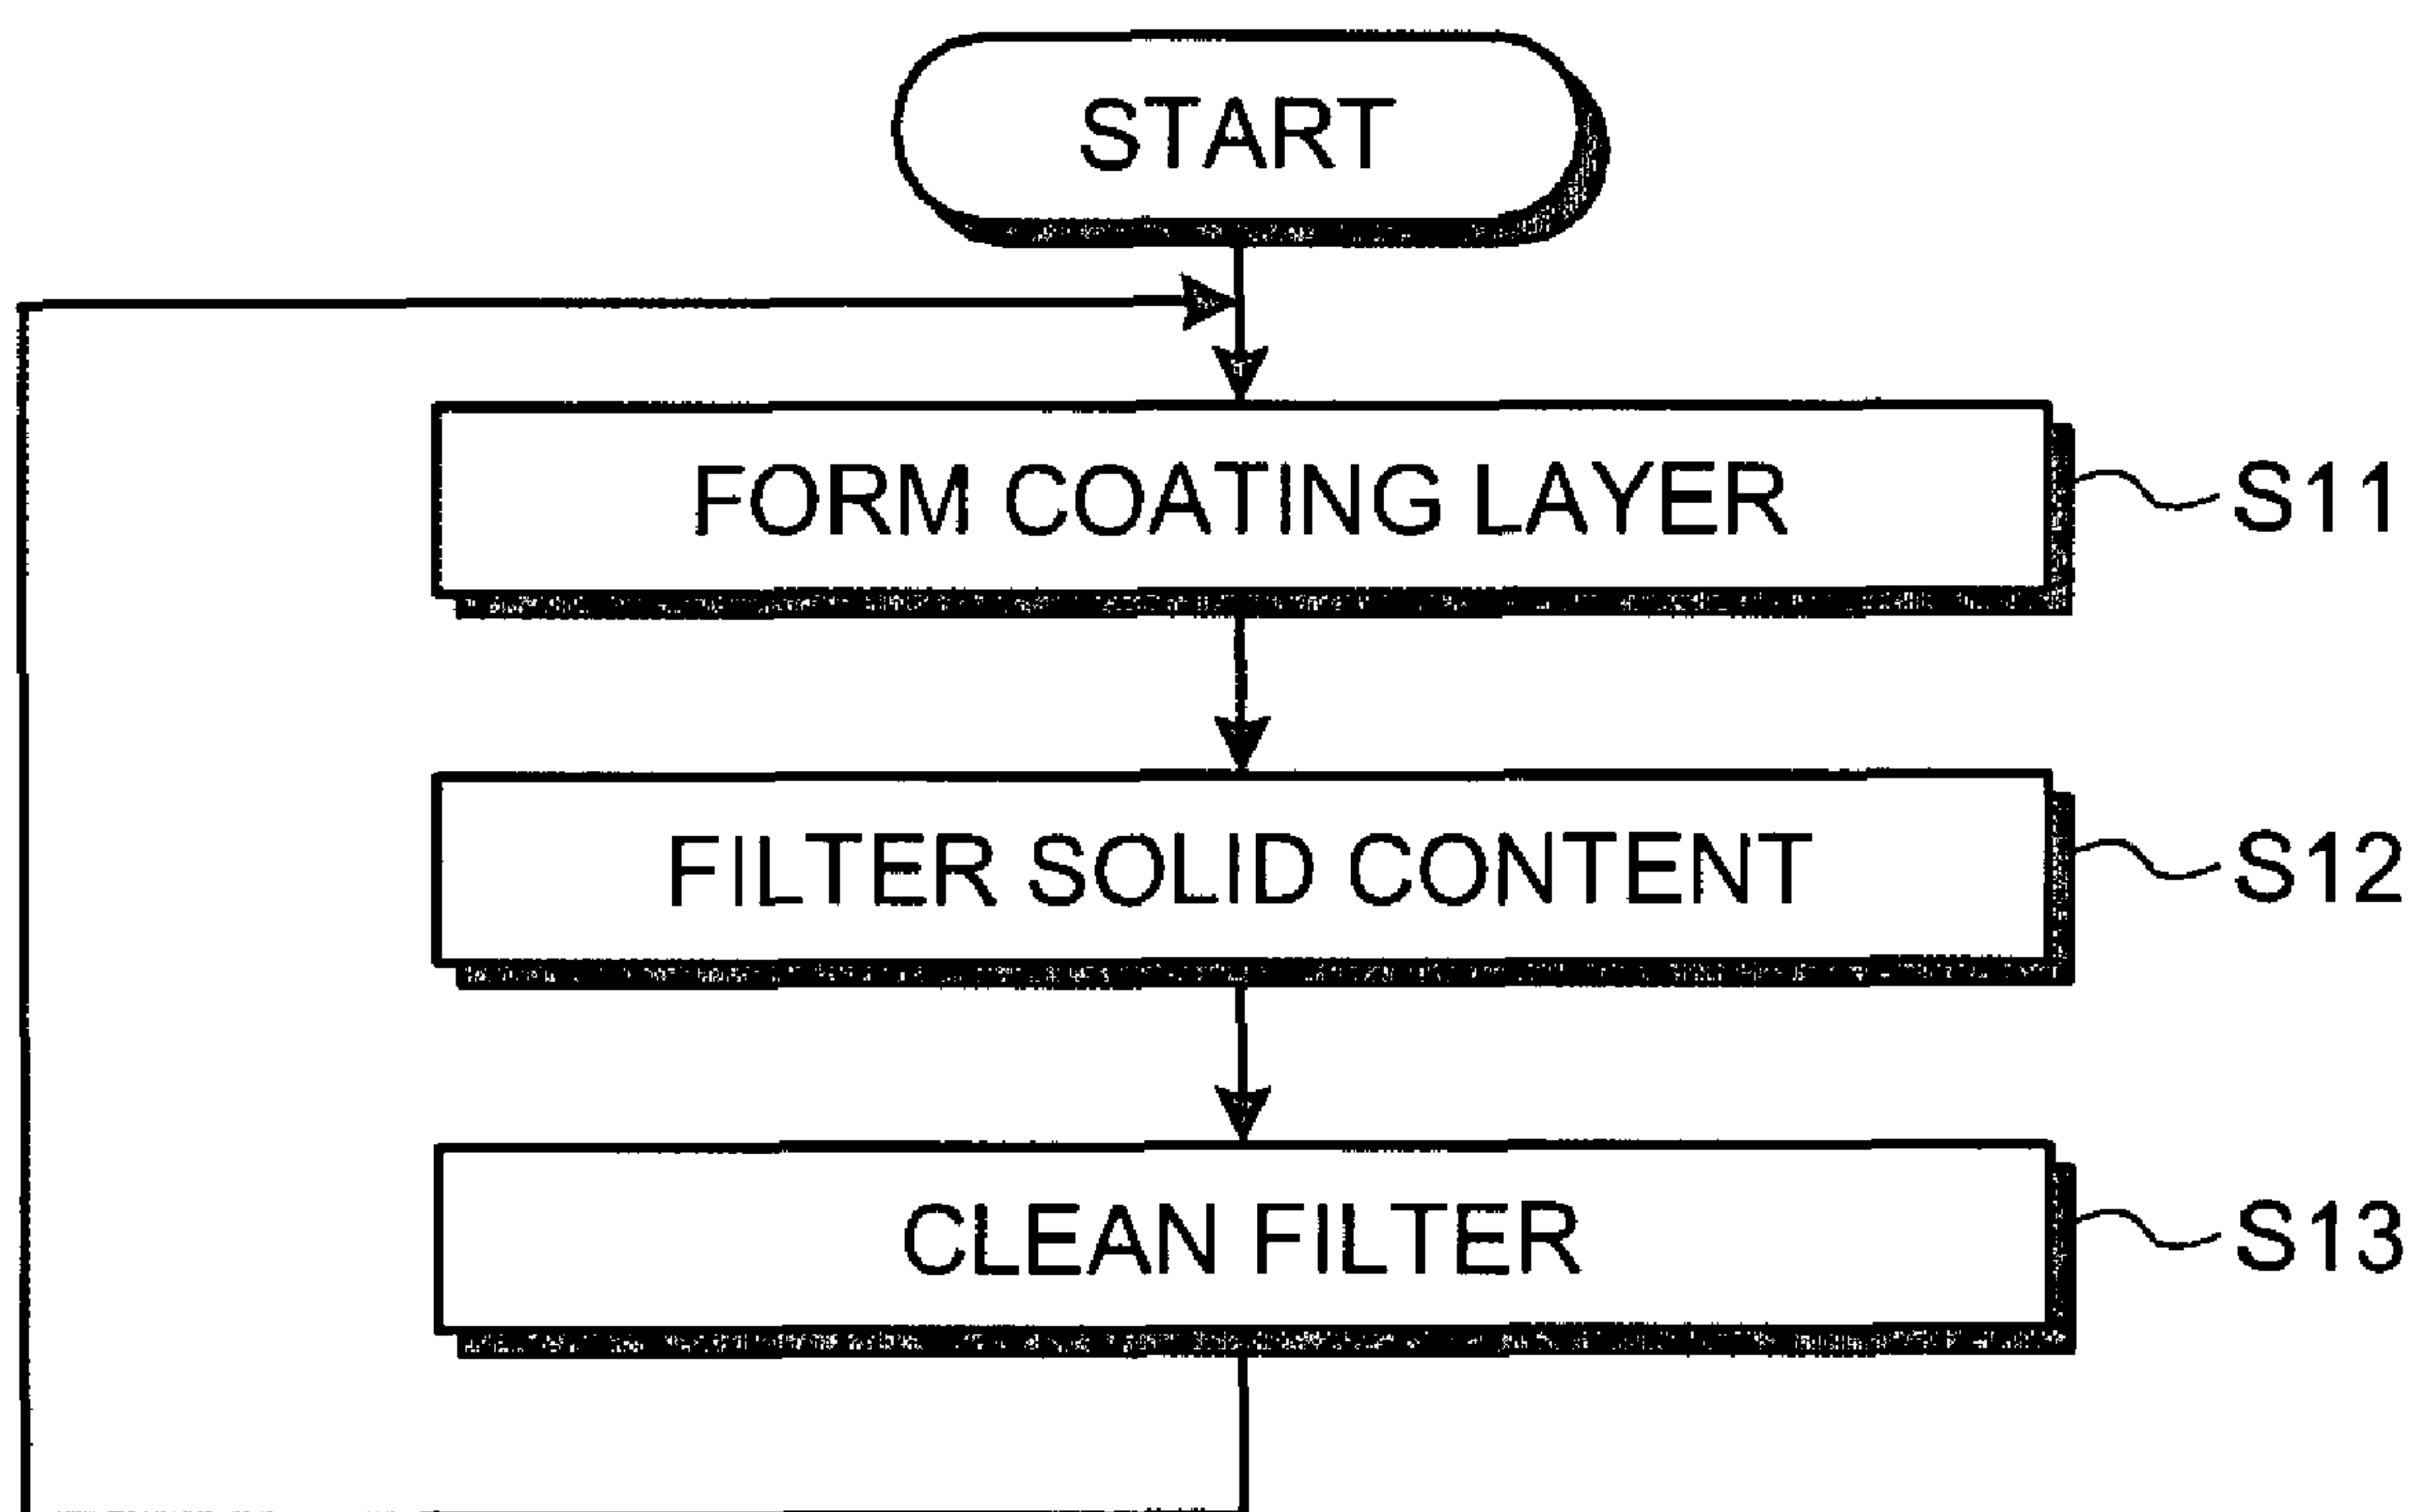 START
FORM COATING LAYER S11
FILTER SOLID CONTENT S12
CLEAN FILTER S13